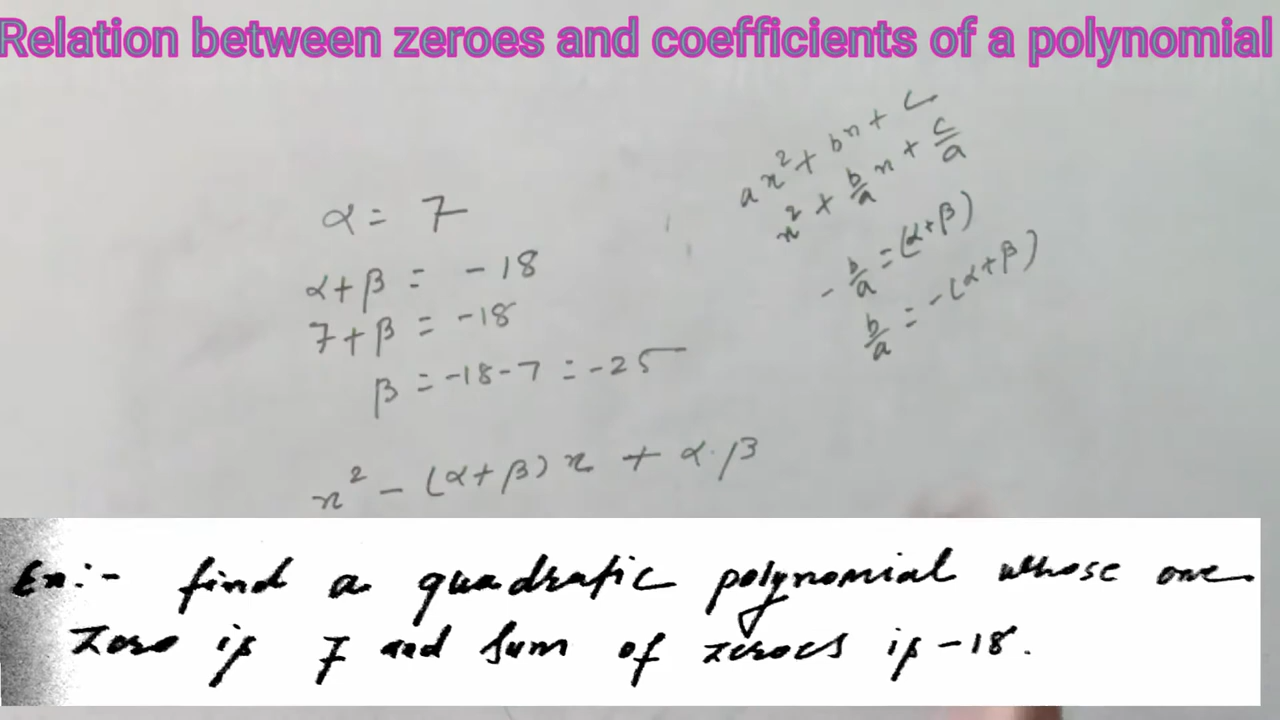 Relation between zeroes and coefficients of a polynomial
ax² + bx + c
x² + b/a x + c/a
- b/a = (α+β)
b/a = -(α+β)
α = 7
α+β = -18
7+β = -18
β = -18-7 = -25
x² - (α+β)x + α.β
Ex:- find a quadratic polynomial whose one
zero is 7 and sum of zeroes is -18.